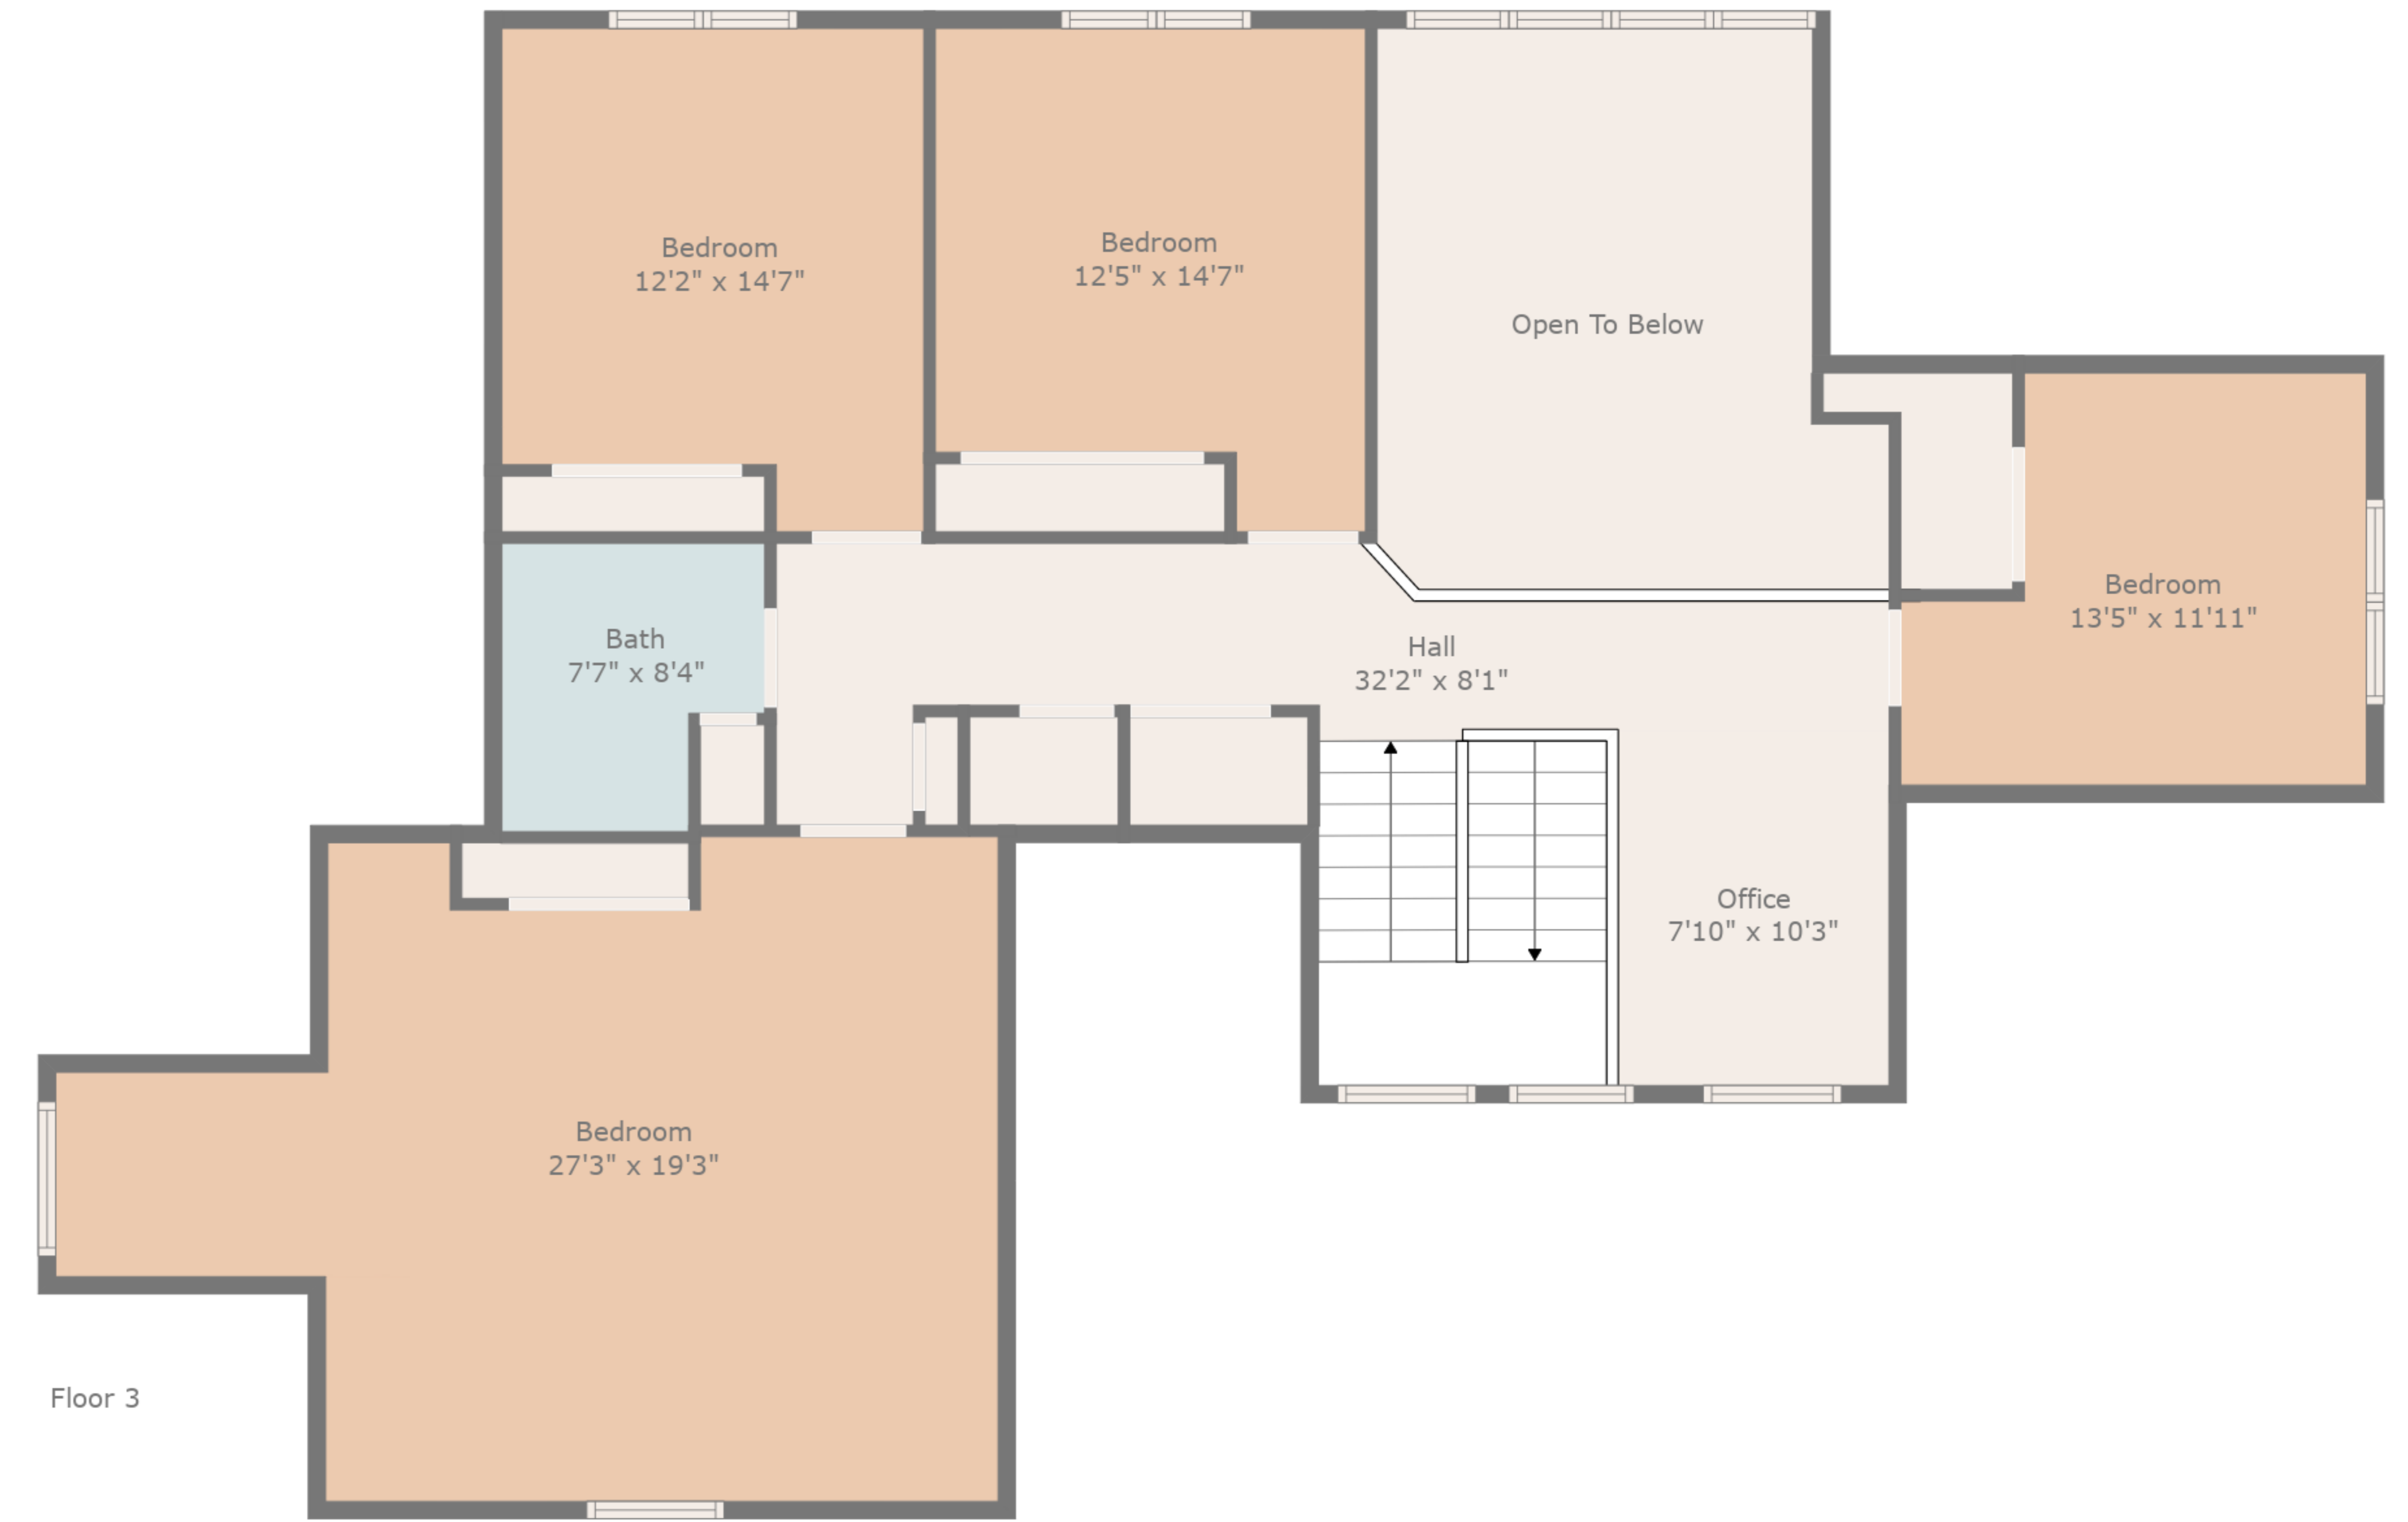 Bedroom
12'2" x 14'7"
Bedroom
12'5" x 14'7"
Open To Below
Bedroom
13'5" x 11'11"
Bath
7'7" x 8'4"
Hall
32'2" x 8'1"
Office
7'10" x 10'3"
Bedroom
27'3" x 19'3"
Floor 3